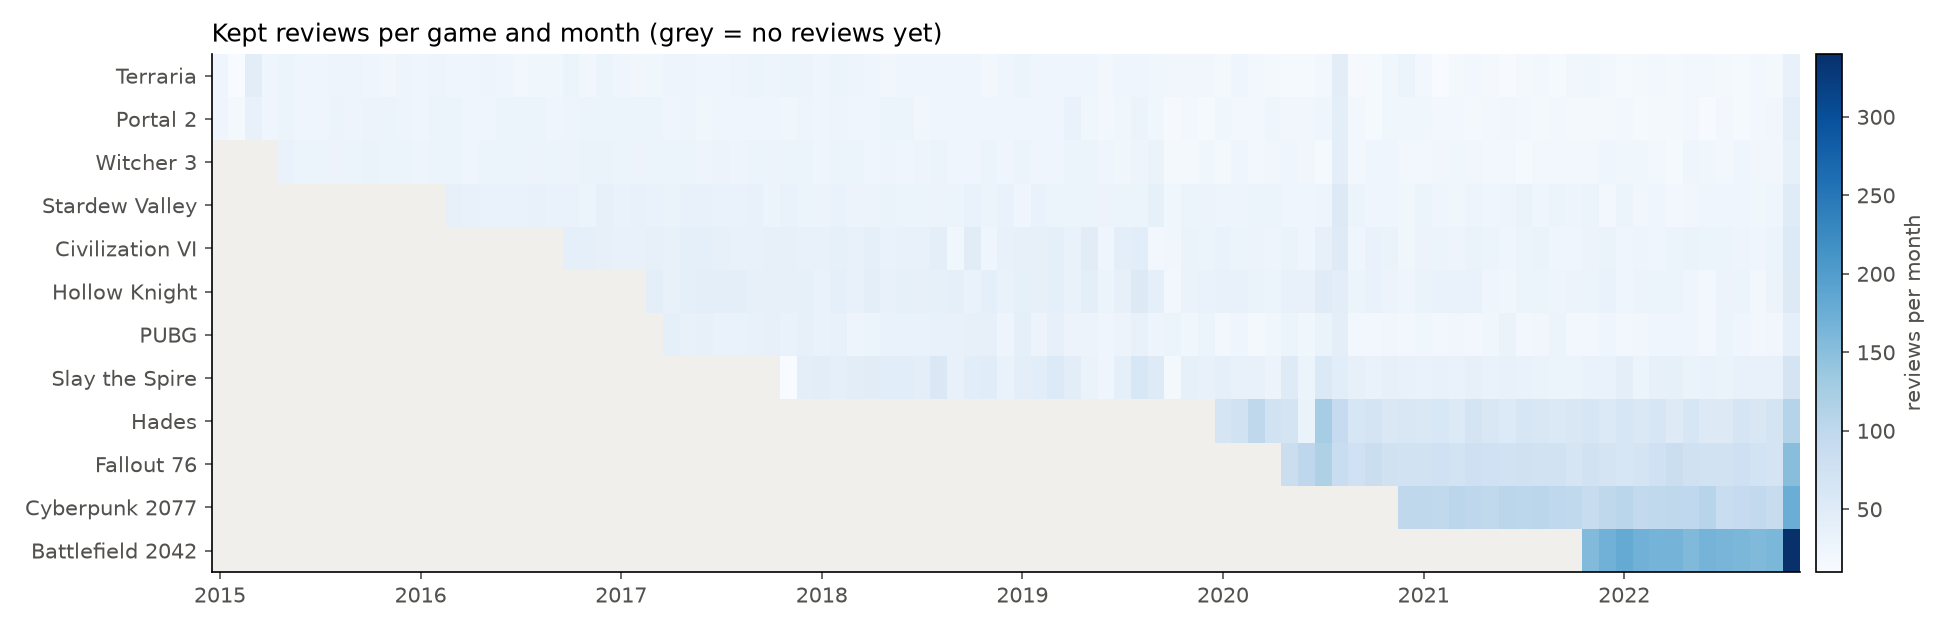 Kept reviews per game and month (grey = no reviews yet)
Terraria
Portal 2
Witcher 3
Stardew Valley
Civilization VI
Hollow Knight
PUBG
Slay the Spire
Hades
Fallout 76
Cyberpunk 2077
Battlefield 2042
2015 2016 2017 2018 2019 2020 2021 2022
300
250
200
150
100
50
reviews per month